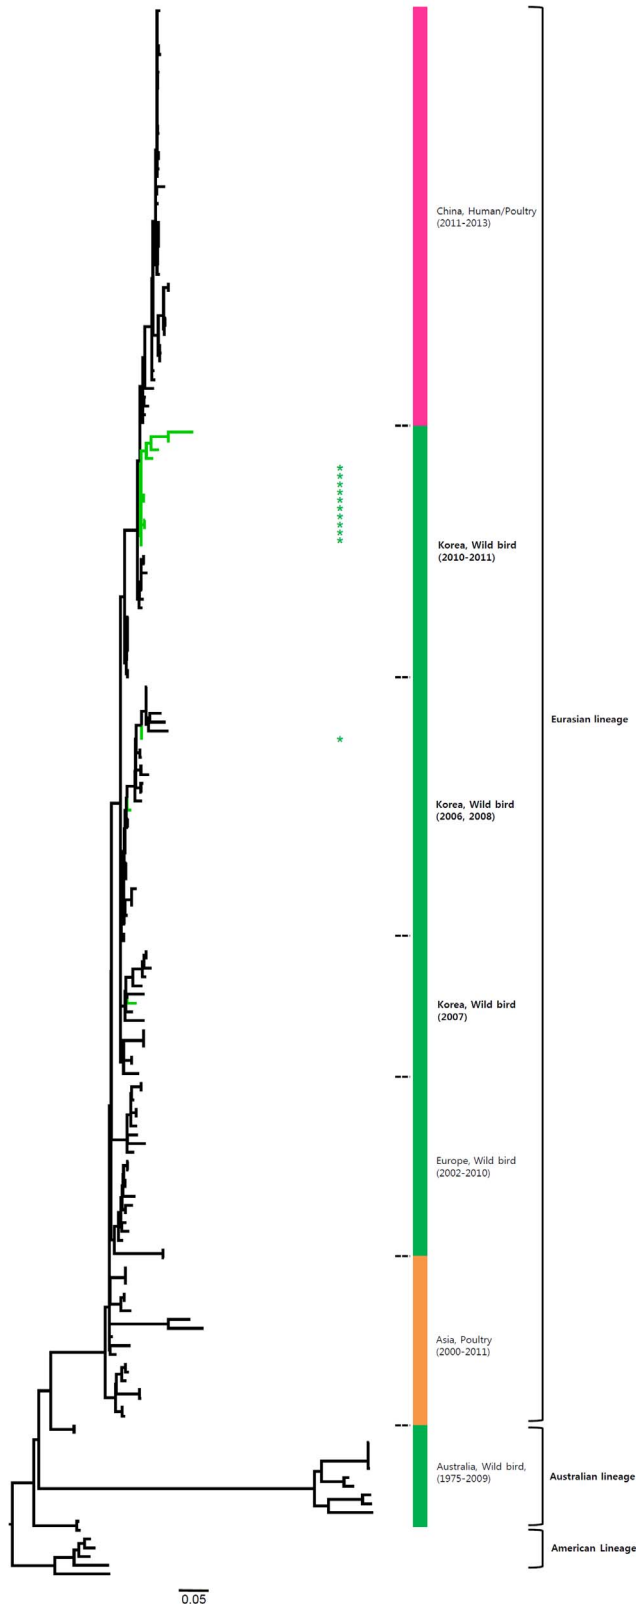 China, Human/Poultry
(2011-2013)
*
*
*
*
*
*
*
*
*
*
Korea, Wild bird
(2010-2011)
Eurasian lineage
*
Korea, Wild bird
(2006, 2008)
Korea, Wild bird
(2007)
Europe, Wild bird
(2002-2010)
Asia, Poultry
(2000-2011)
Australia, Wild bird,
(1975-2009)
Australian lineage
American Lineage
0.05